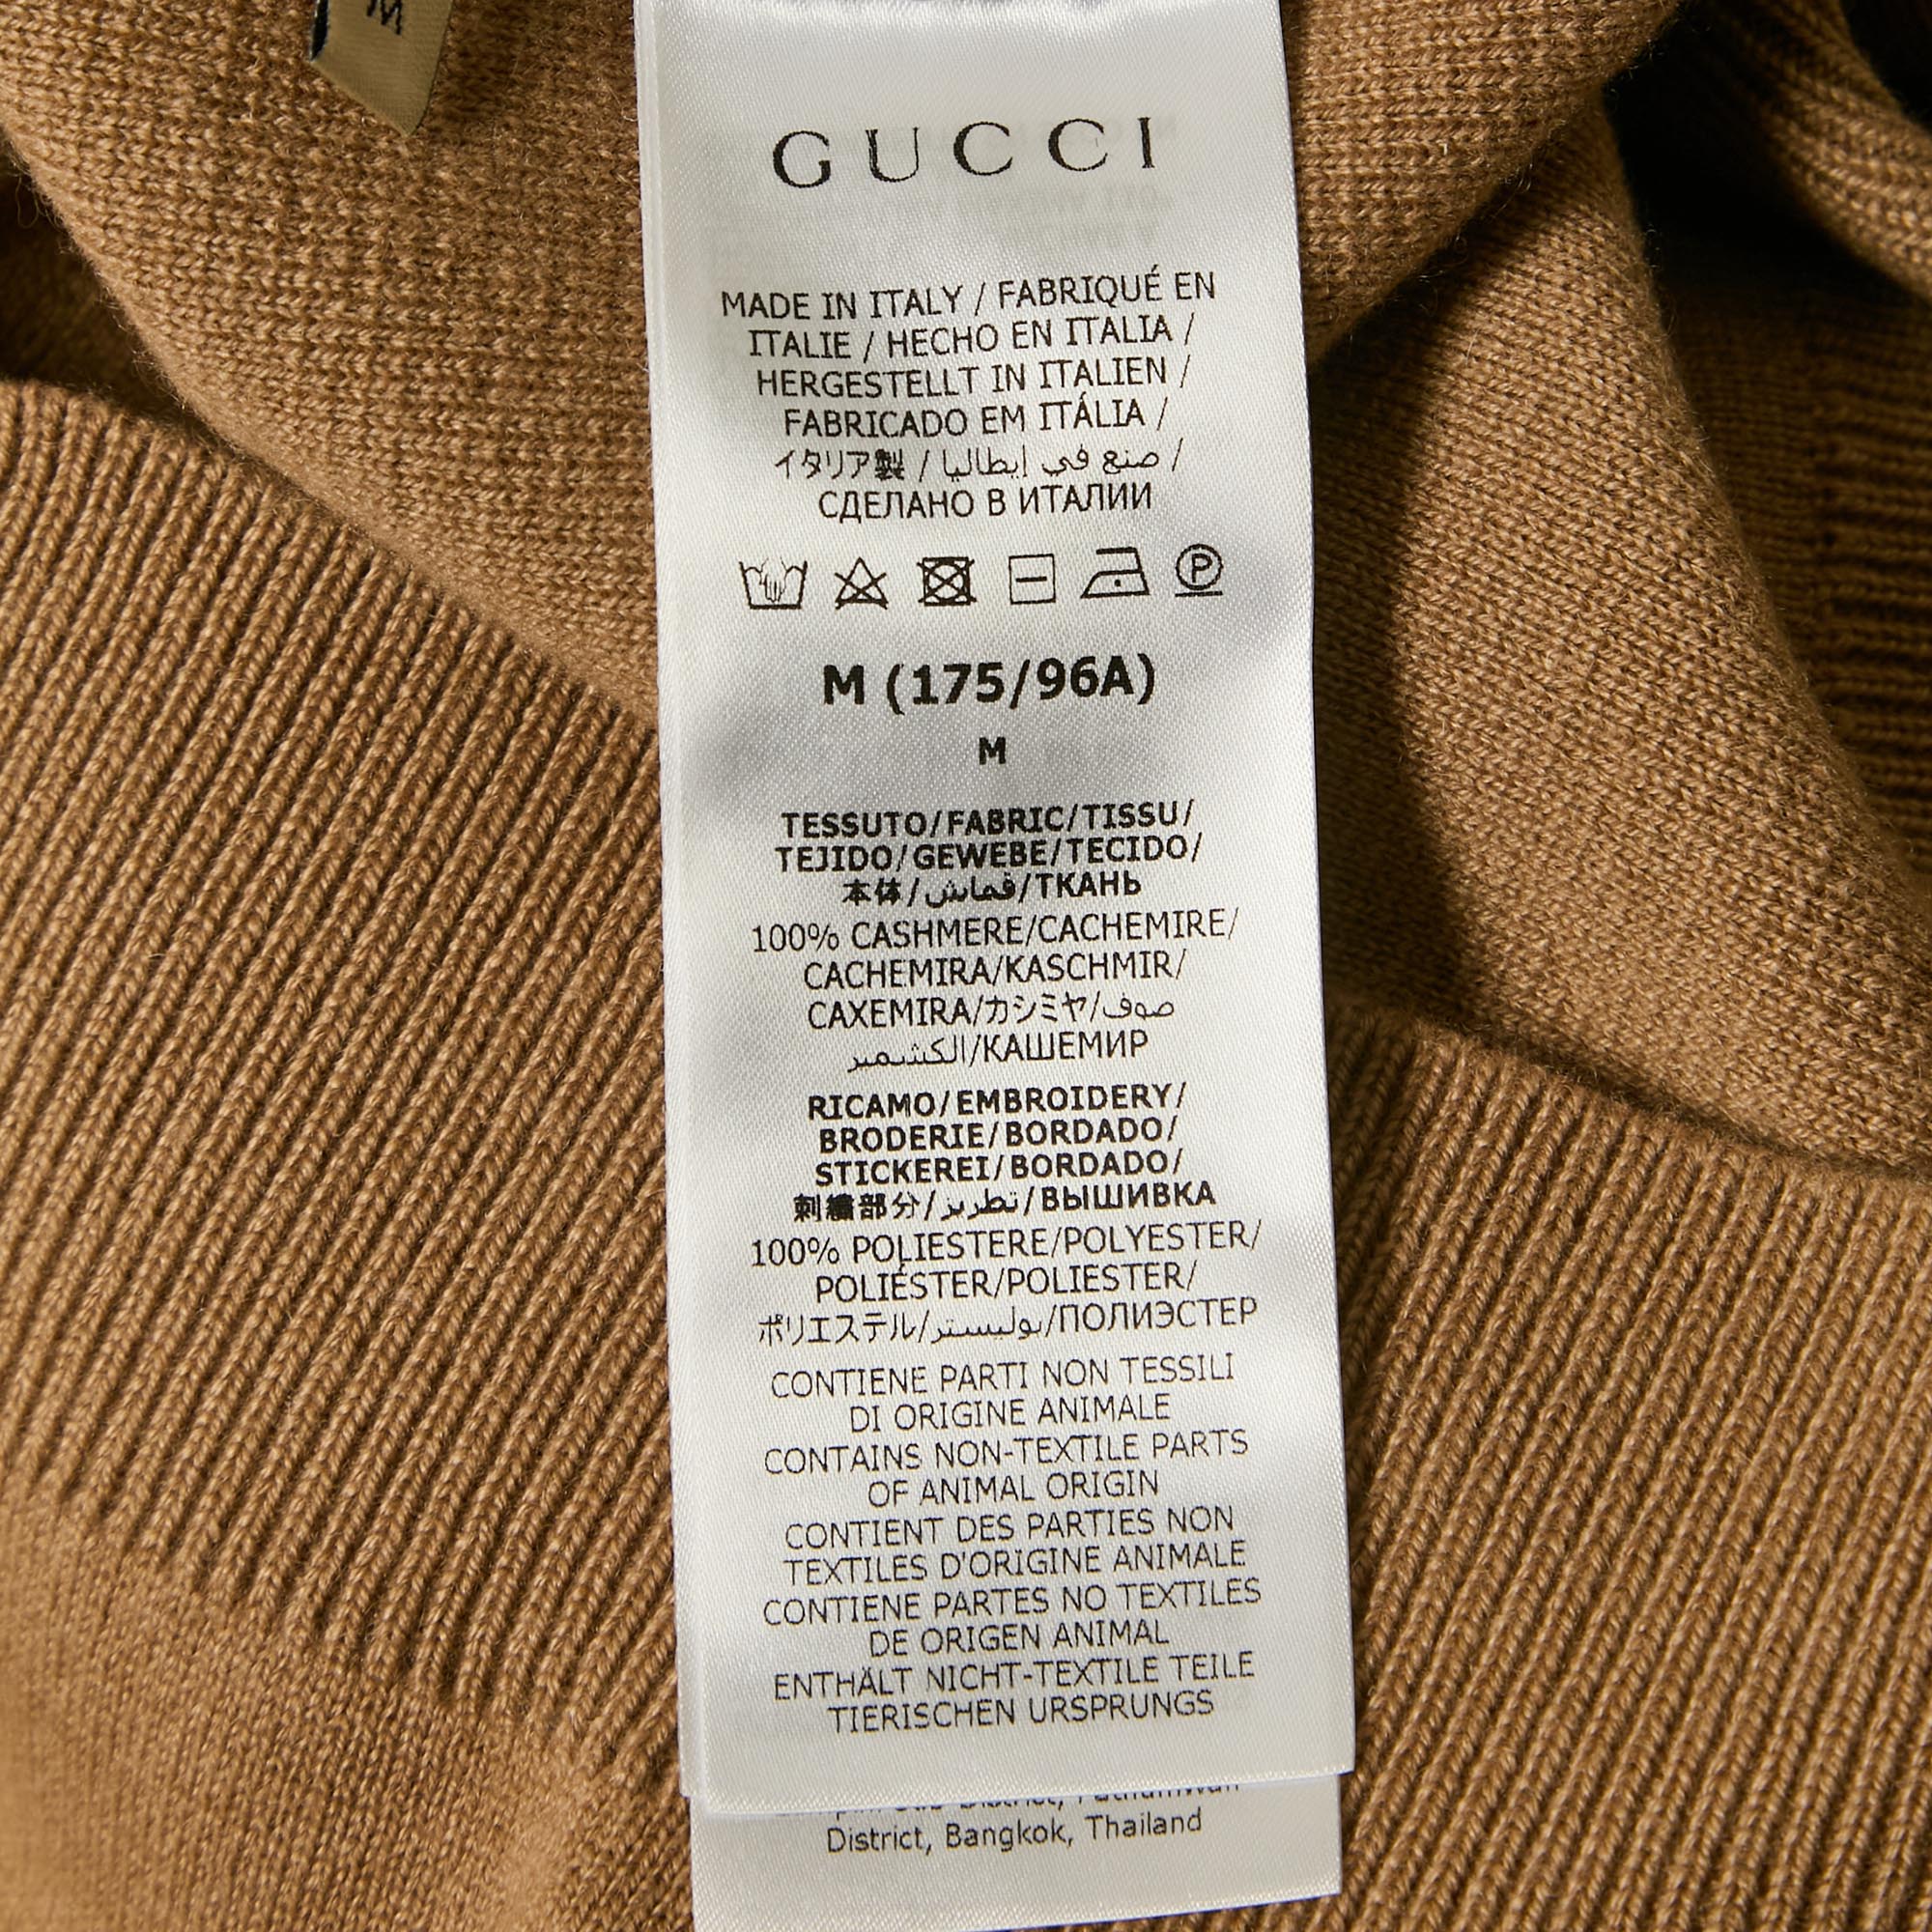 M
GUCCI
MADE IN ITALY / FABRIQUÉ EN
ITALIE / HECHO EN ITALIA /
HERGESTELLT IN ITALIEN /
FABRICADO EM ITÁLIA /
イタリア製 / صنع في إيطاليا /
СДЕЛАНО В ИТАЛИИ
P
M (175/96A)
M
TESSUTO/FABRIC/TISSU/
TEJIDO/GEWEBE/TECIDO/
本体/قماش/ТКАНЬ
100% CASHMERE/CACHEMIRE/
CACHEMIRA/KASCHMIR/
CAXEMIRA/カシミヤ/صوف
الكشمير/КАШЕМИР
RICAMO/EMBROIDERY/
BRODERIE/BORDADO/
STICKEREI/BORDADO/
刺繍部分/تطريز/ВЫШИВКА
100% POLIESTERE/POLYESTER/
POLIÉSTER/POLIESTER/
ポリエステル/بوليستر/ПОЛИЭСТЕР
CONTIENE PARTI NON TESSILI
DI ORIGINE ANIMALE
CONTAINS NON-TEXTILE PARTS
OF ANIMAL ORIGIN
CONTIENT DES PARTIES NON
TEXTILES D'ORIGINE ANIMALE
CONTIENE PARTES NO TEXTILES
DE ORIGEN ANIMAL
ENTHÄLT NICHT-TEXTILE TEILE
TIERISCHEN URSPRUNGS
District, Bangkok, Thailand